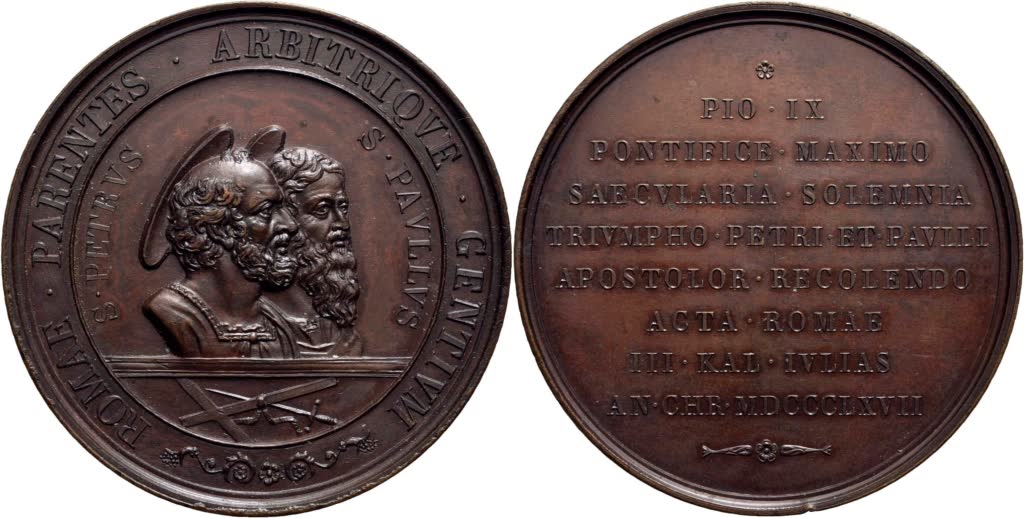 ROMAE · PARENTES · ARBITRIQVE · GENTIVM
S · PETRVS
S · PAVLLVS
PIO · IX
PONTIFICE · MAXIMO
SAECVLARIA · SOLEMNIA
TRIVMPHO · PETRI · ET · PAVLLI
APOSTOLOR · RECOLENDO
ACTA · ROMAE
III · KAL · IVLIAS
AN · CHR · MDCCCLXVII